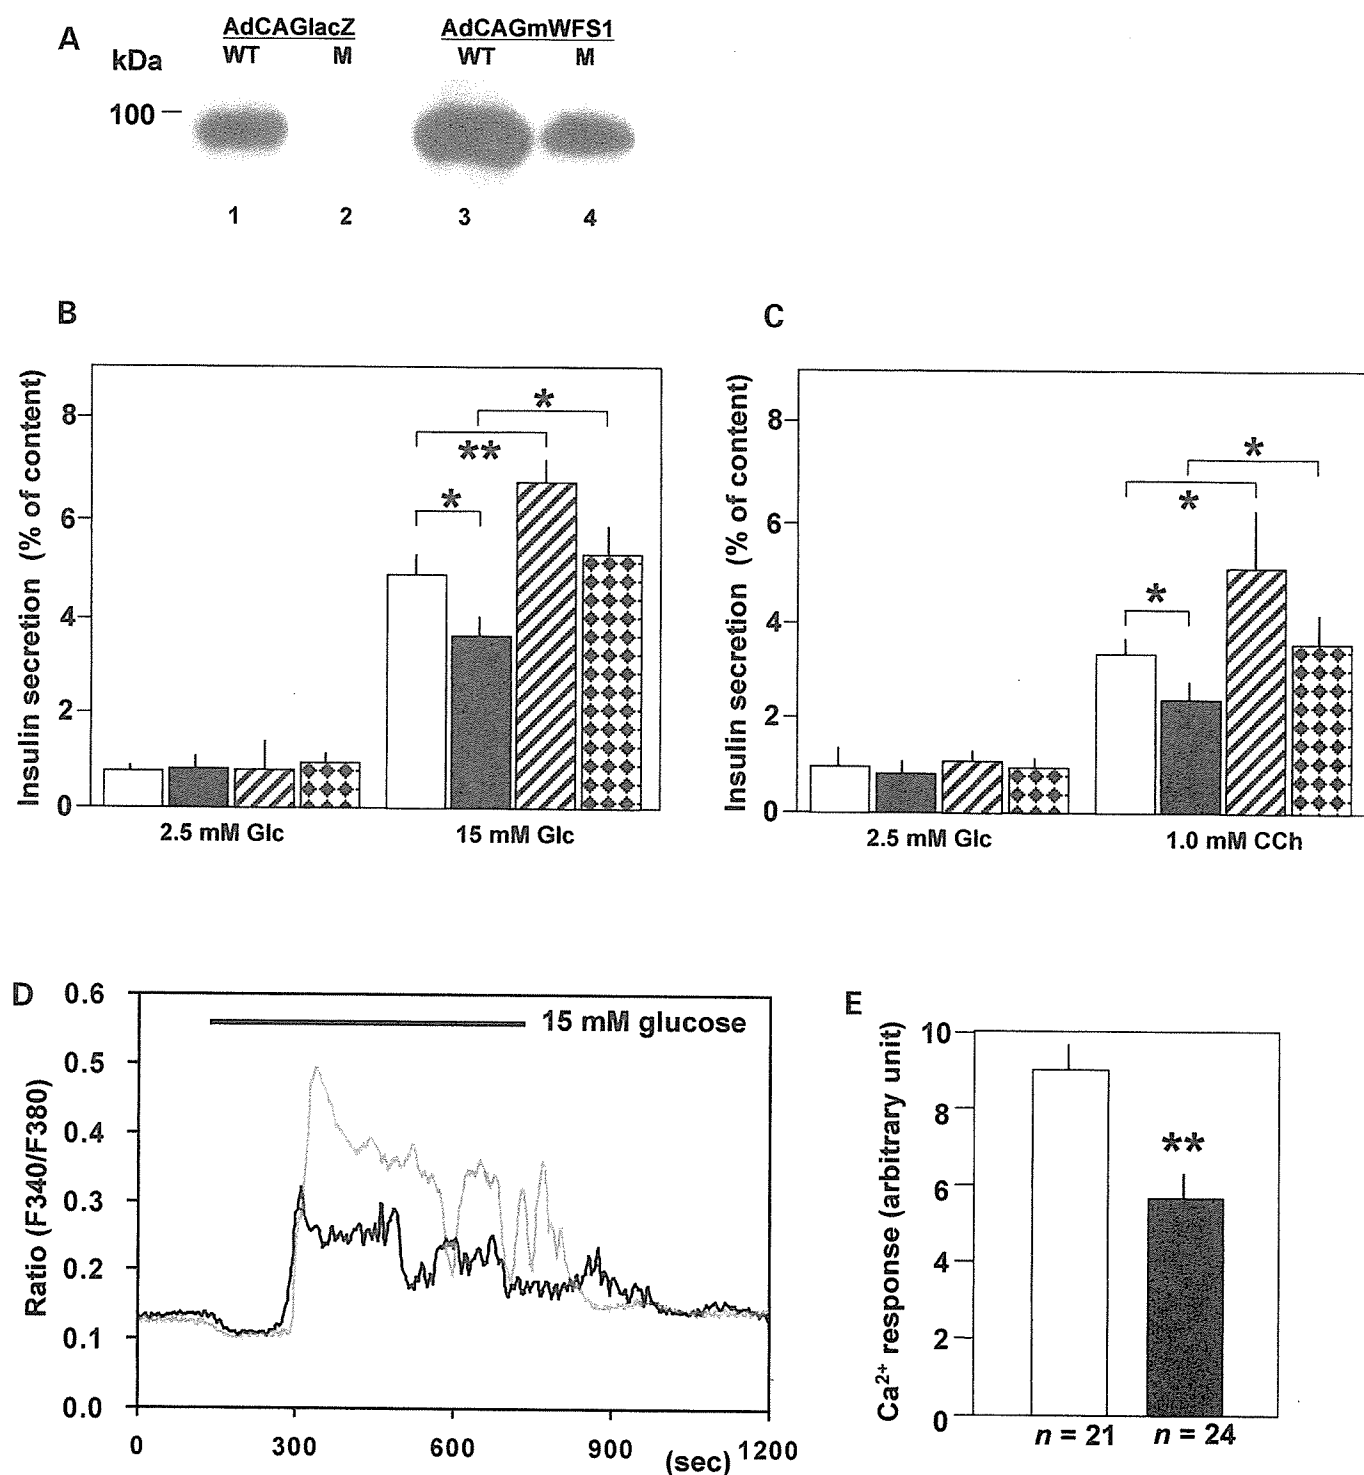 A
AdCAGlacZ AdCAGmWFS1
kDa WT M WT M
100
1 2 3 4
B
Insulin secretion (% of content)
8
6
4
2
0
*
**
*
2.5 mM Glc 15 mM Glc
C
Insulin secretion (% of content)
8
6
4
2
0
*
*
*
2.5 mM Glc 1.0 mM CCh
D
Ratio (F340/F380)
0.6
0.5
0.4
0.3
0.2
0.1
0.0
15 mM glucose
0 300 600 900 (sec) 1200
E
Ca²⁺ response (arbitrary unit)
10
8
6
4
2
0
**
n = 21 n = 24